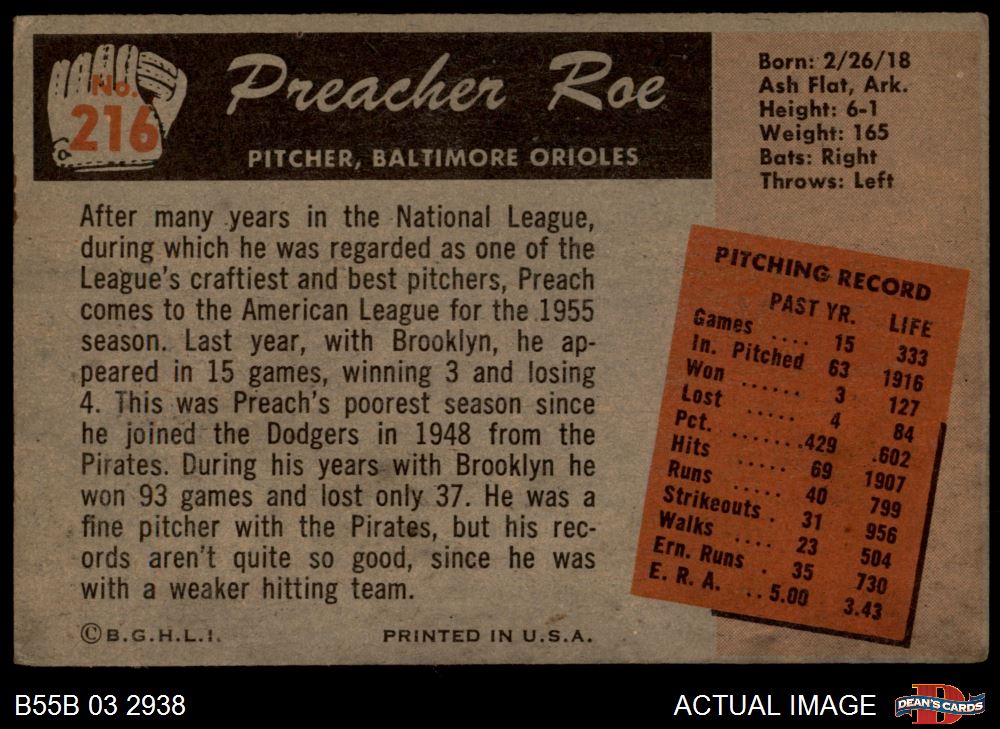 No.
216
Preacher Roe
PITCHER, BALTIMORE ORIOLES
Born: 2/26/18
Ash Flat, Ark.
Height: 6-1
Weight: 165
Bats: Right
Throws: Left
After many years in the National League,
during which he was regarded as one of the
League's craftiest and best pitchers, Preach
comes to the American League for the 1955
season. Last year, with Brooklyn, he ap-
peared in 15 games, winning 3 and losing
4. This was Preach's poorest season since
he joined the Dodgers in 1948 from the
Pirates. During his years with Brooklyn he
won 93 games and lost only 37. He was a
fine pitcher with the Pirates, but his rec-
ords aren't quite so good, since he was
with a weaker hitting team.
PITCHING RECORD
PAST YR. LIFE
Games .... 15 333
In. Pitched 63 1916
Won ...... 3 127
Lost ..... 4 84
Pct. ....... .429 .602
Hits ..... 69 1907
Runs ..... 40 799
Strikeouts . 31 956
Walks .... 23 504
Ern. Runs . 35 730
E. R. A. .. 5.00 3.43
©B.G.H.L.I. PRINTED IN U.S.A.
B55B 03 2938 ACTUAL IMAGE D DEAN'S CARDS